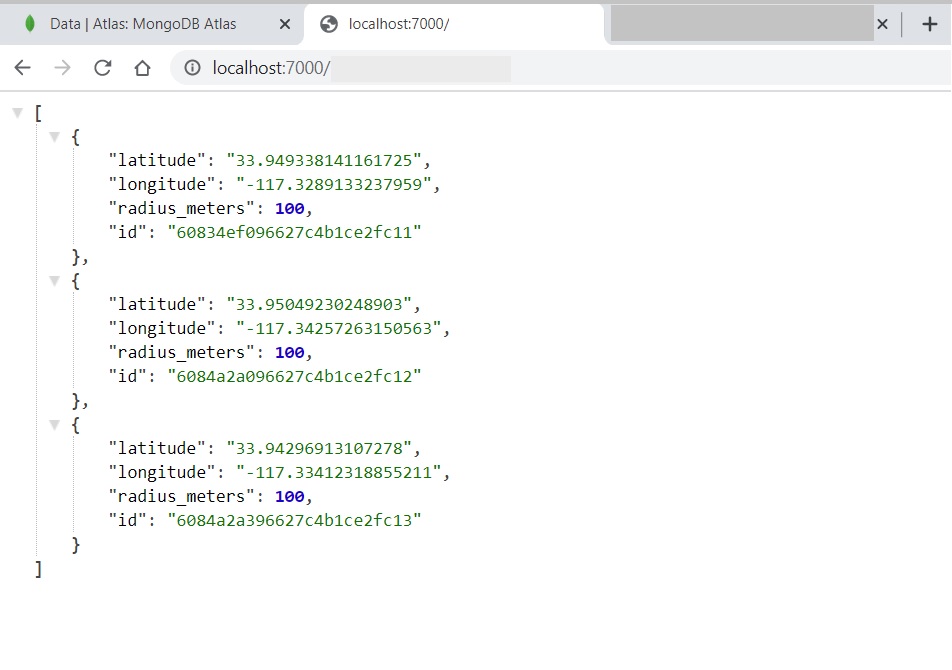 Data | Atlas: MongoDB Atlas
localhost:7000/
localhost:7000/
[
{
"latitude": "33.949338141161725",
"longitude": "-117.3289133237959",
"radius_meters": 100,
"id": "60834ef096627c4b1ce2fc11"
},
{
"latitude": "33.95049230248903",
"longitude": "-117.34257263150563",
"radius_meters": 100,
"id": "6084a2a096627c4b1ce2fc12"
},
{
"latitude": "33.94296913107278",
"longitude": "-117.33412318855211",
"radius_meters": 100,
"id": "6084a2a396627c4b1ce2fc13"
}
]